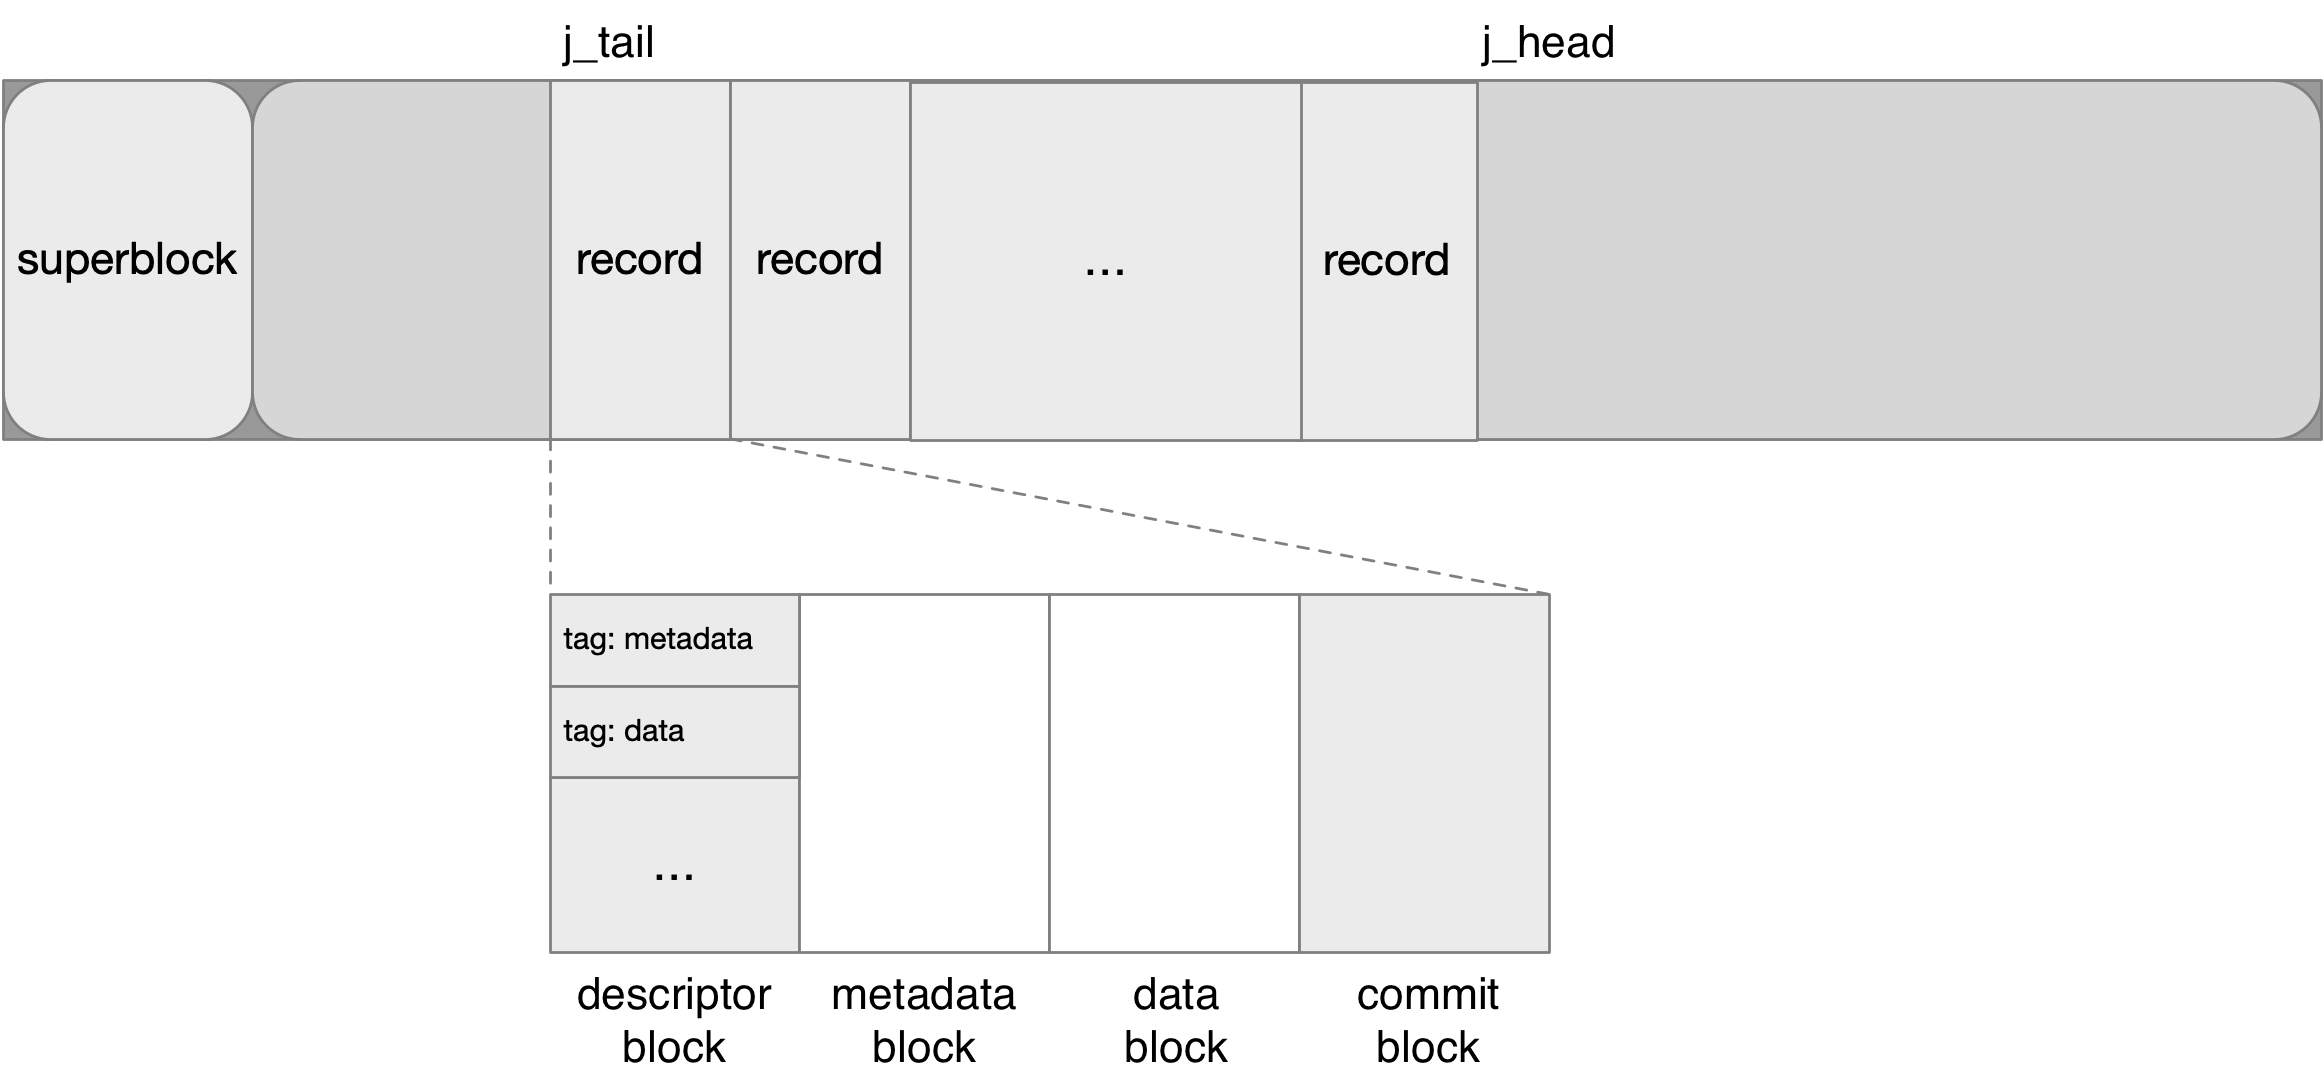 j_tail
j_head
superblock
record
record
...
record
tag: metadata
tag: data
...
descriptor
block
metadata
block
data
block
commit
block